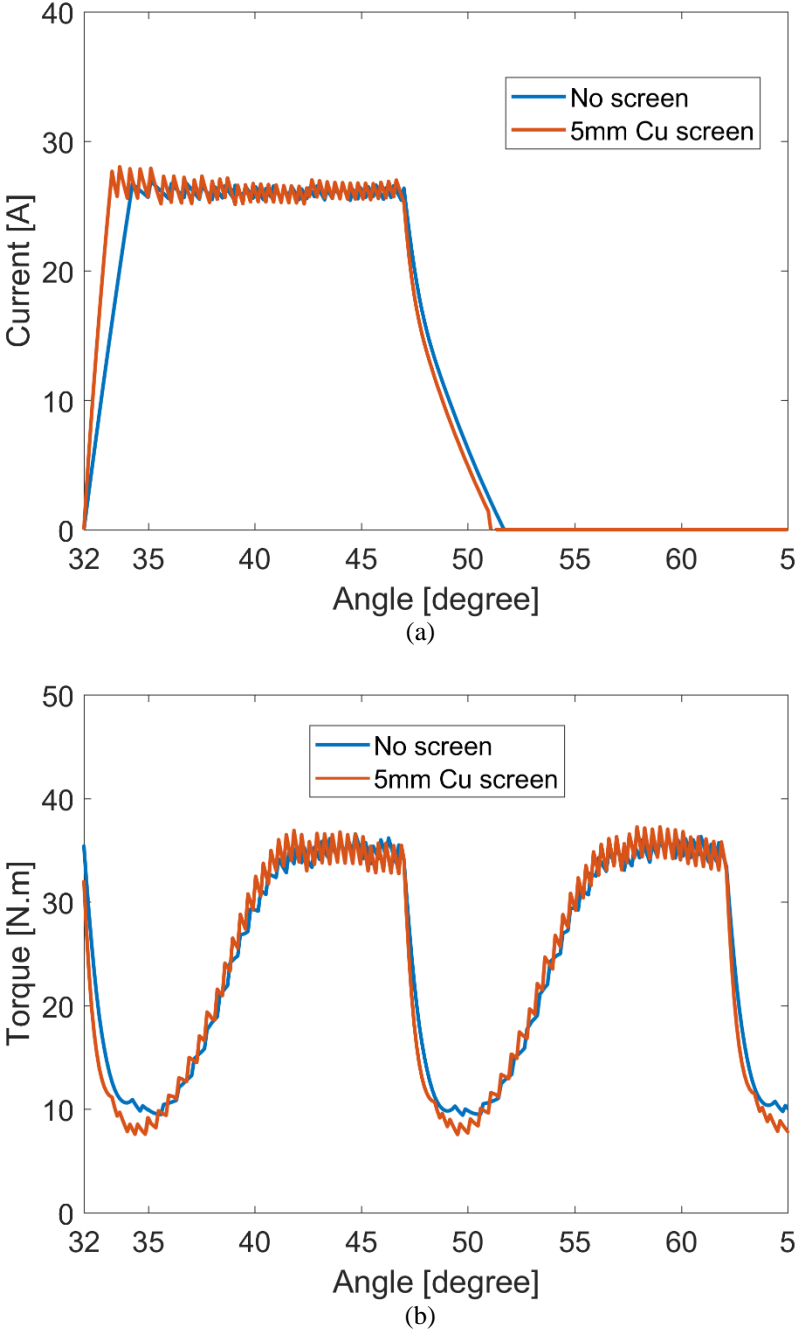 40
No screen
5mm Cu screen
30
Current [A]
20
10
0
32 35 40 45 50 55 60 5
Angle [degree]
(a)
50
No screen
5mm Cu screen
40
30
Torque [N.m]
20
10
0
32 35 40 45 50 55 60 5
Angle [degree]
(b)